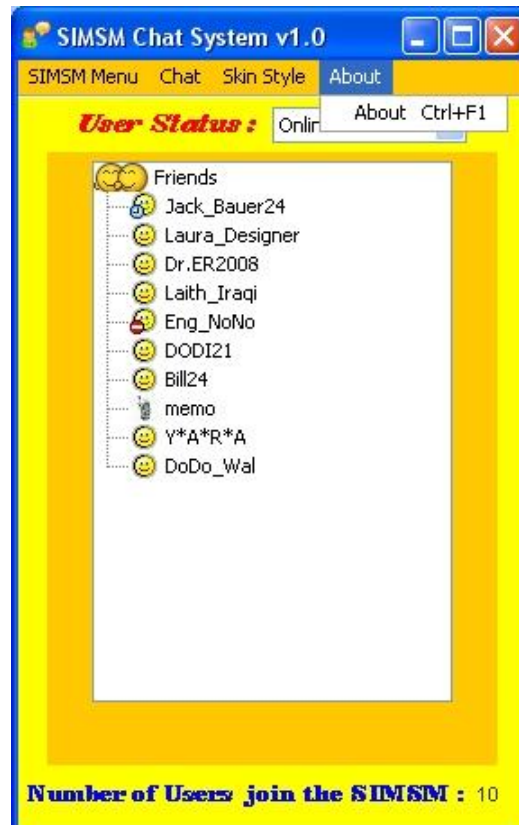 SIMSM Chat System v1.0
SIMSM Menu Chat Skin Style About
About Ctrl+F1
User Status :
Friends
Jack_Bauer24
Laura_Designer
Dr.ER2008
Laith_Iraqi
Eng_NoNo
DODI21
Bill24
memo
Y*A*R*A
DoDo_Wal
Number of Users join the SIMSM : 10